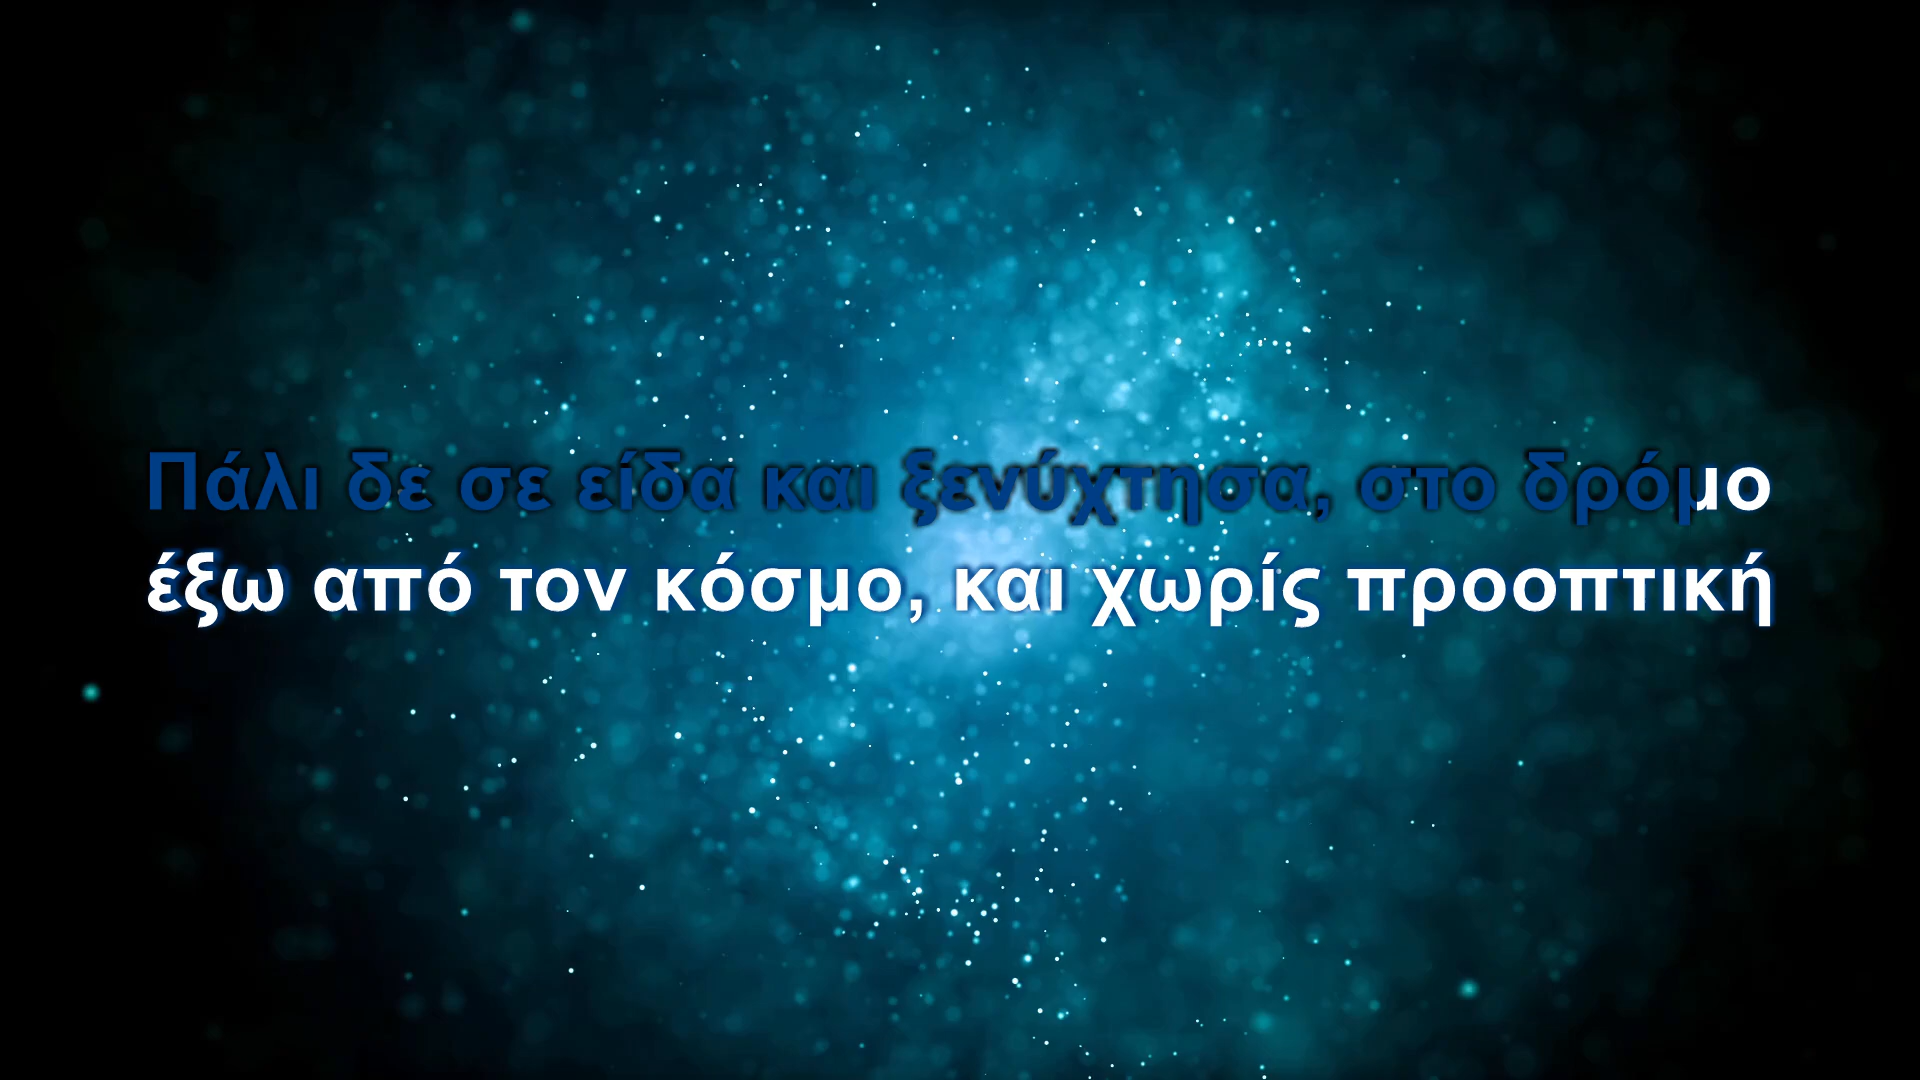 Πάλι δε σε είδα και ξενύχτησα, στο δρόμο
έξω από τον κόσμο, και χωρίς προοπτική